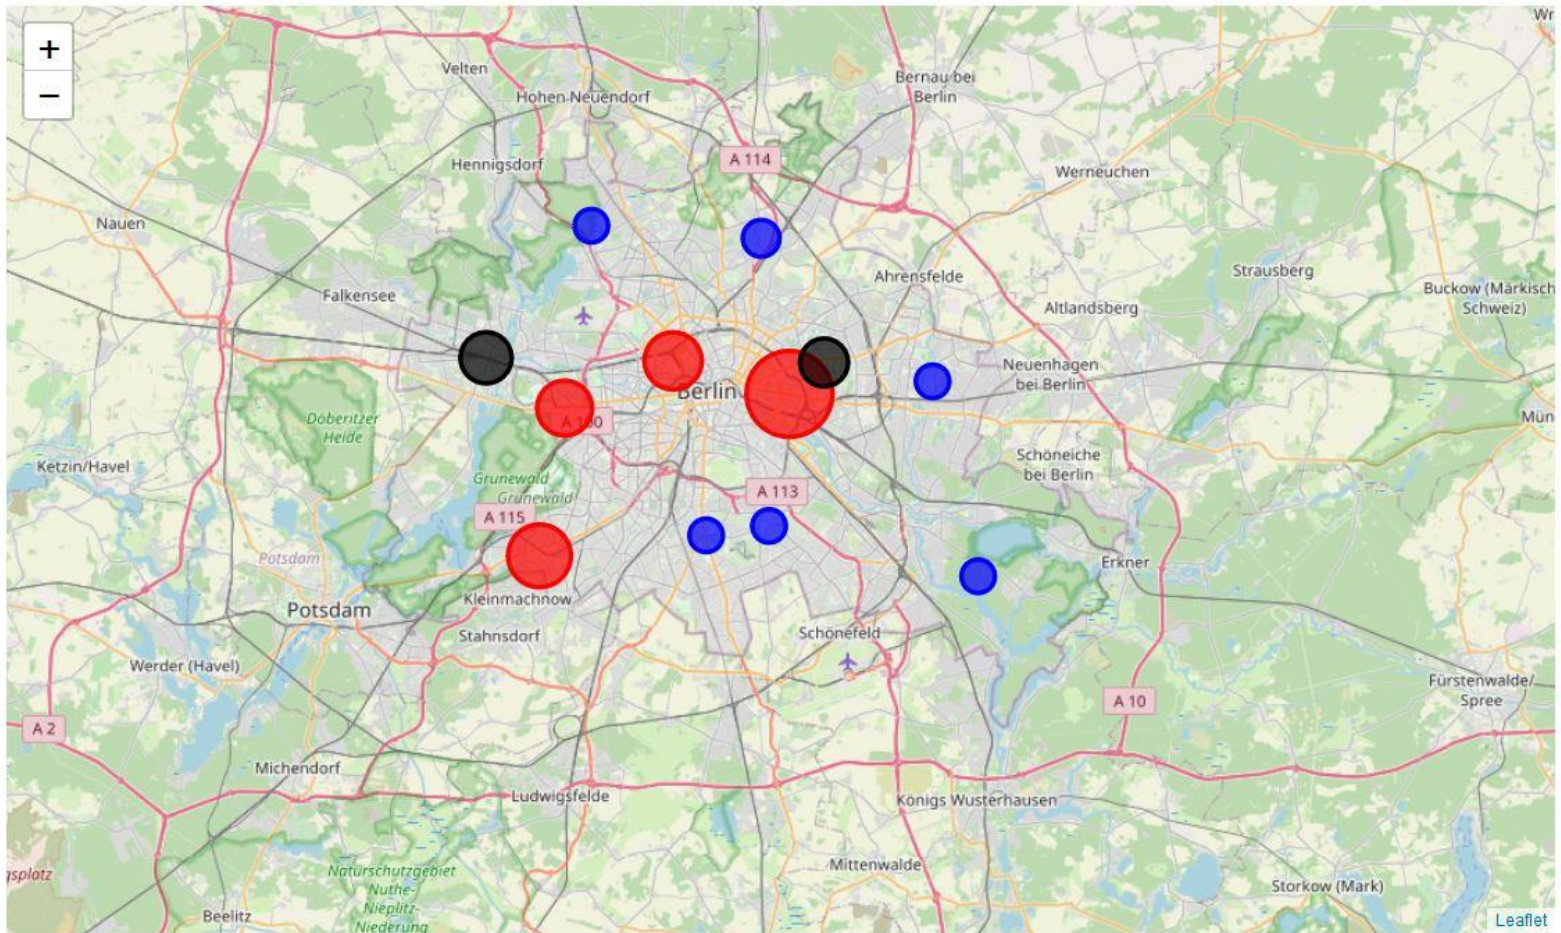 +
Wr
Velten
Bernau bei
Berlin
Hohen Neuendorf
−
A 114
Hennigsdorf
Werneuchen
Nauen
Strausberg
Ahrensfelde
Buckow (Märkisch
Schweiz)
Falkensee
Altlandsberg
Neuenhagen
bei Berlin
Berlin
Döberitzer
Heide
A 100
Mün
Schöneiche
bei Berlin
Ketzin/Havel
Grunewald
Grunewald
A 113
A 115
Potsdam
Erkner
Kleinmachnow
Potsdam
Stahnsdorf
Schönefeld
Werder (Havel)
Fürstenwalde/
Spree
A 10
A 2
Michendorf
Ludwigsfelde
Königs Wusterhausen
Mittenwalde
gsplatz
Naturschutzgebiet
Nuthe-
Nieplitz-
Niederung
Storkow (Mark)
Beelitz
Leaflet